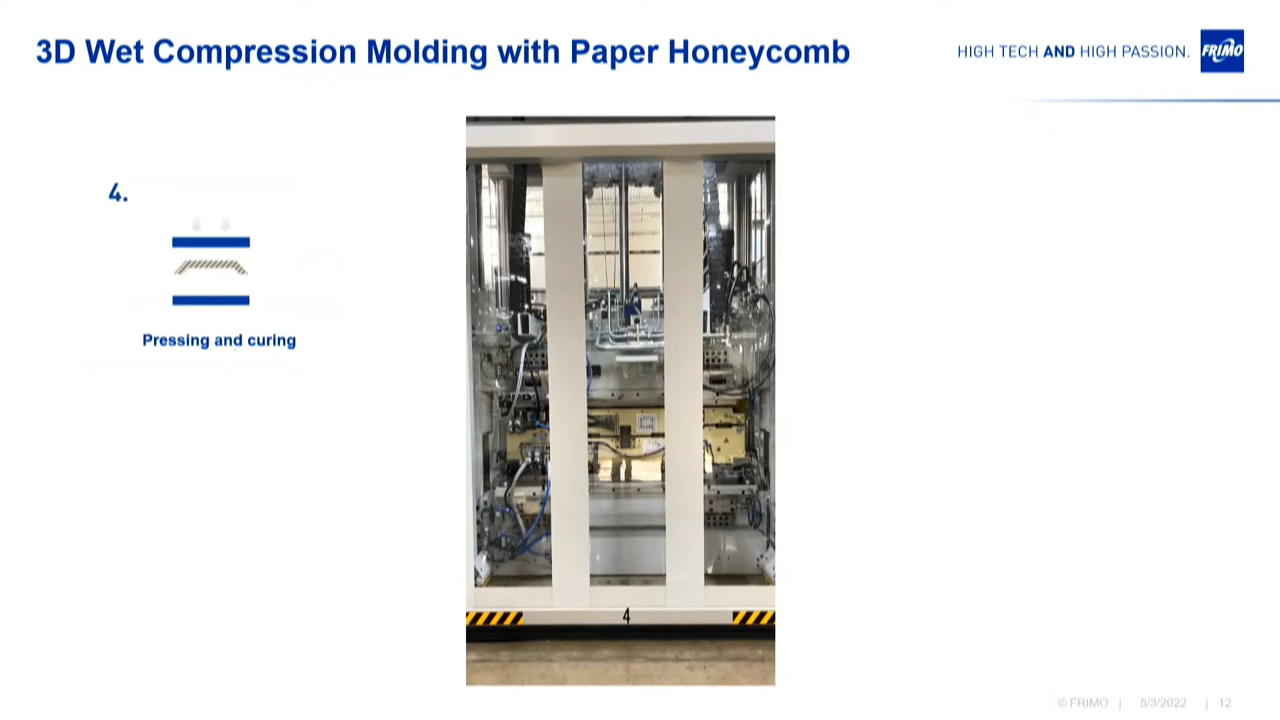 3D Wet Compression Molding with Paper Honeycomb
HIGH TECH AND HIGH PASSION.
FRIMO
4.
Pressing and curing
4
© FRIMO | 5/3/2022 | 12